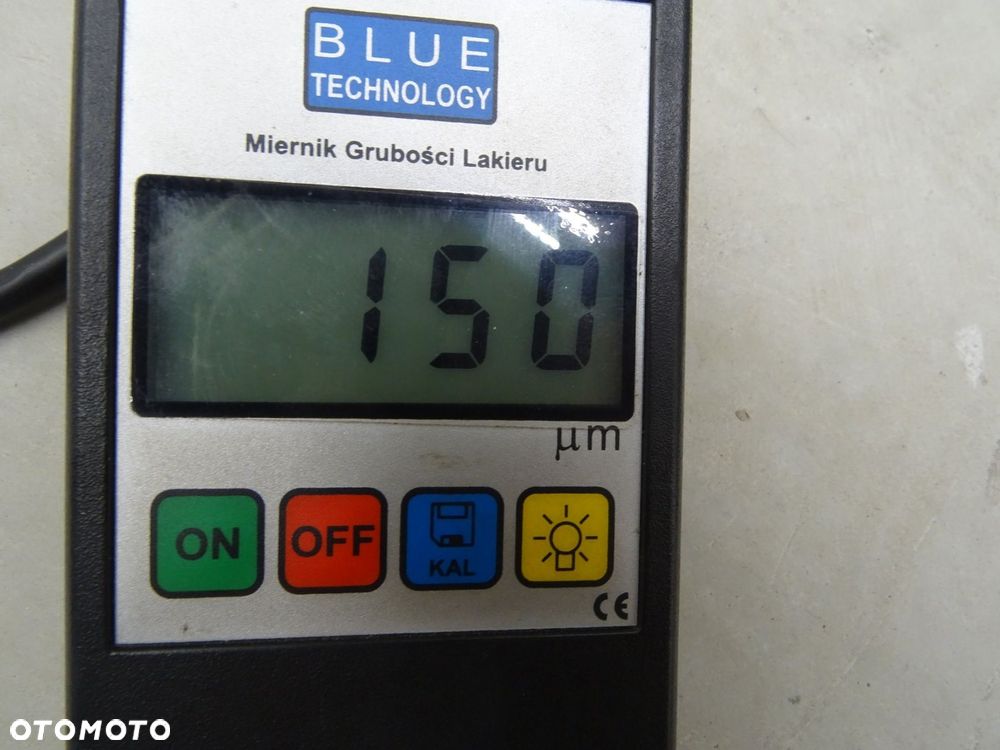 BLUE
TECHNOLOGY
Miernik Grubości Lakieru
150
μm
ON
OFF
KAL
CE
OTOMOTO